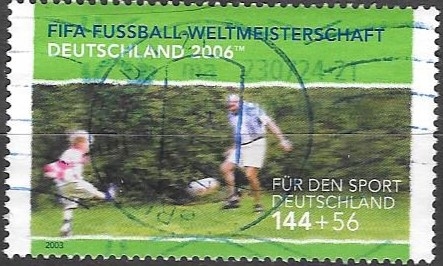 FIFA FUSSBALL-WELTMEISTERSCHAFT
DEUTSCHLAND 2006™
FÜR DEN SPORT
DEUTSCHLAND
144+56
2003